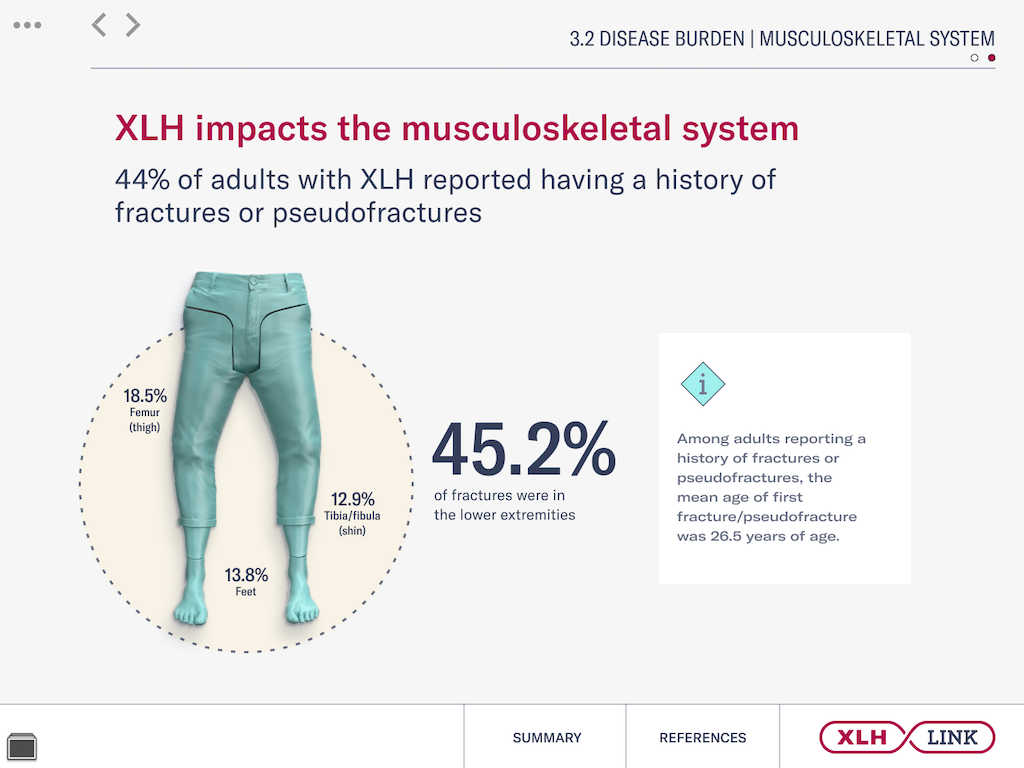 3.2 DISEASE BURDEN | MUSCULOSKELETAL SYSTEM
XLH impacts the musculoskeletal system
44% of adults with XLH reported having a history of
fractures or pseudofractures
18.5%
Femur
(thigh)
12.9%
Tibia/fibula
(shin)
13.8%
Feet
45.2%
of fractures were in
the lower extremities
i
Among adults reporting a
history of fractures or
pseudofractures, the
mean age of first
fracture/pseudofracture
was 26.5 years of age.
SUMMARY
REFERENCES
XLH LINK